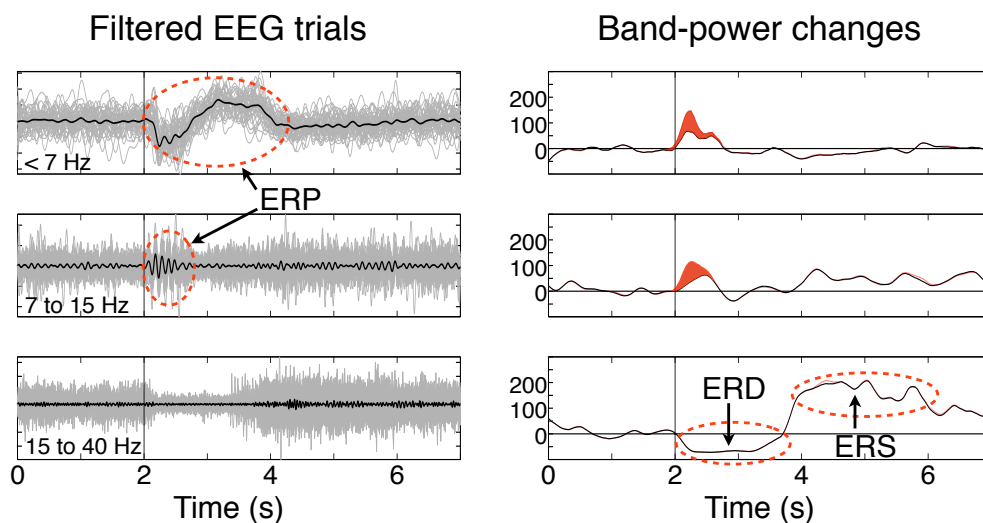 Filtered EEG trials
Band-power changes
< 7 Hz
ERP
7 to 15 Hz
15 to 40 Hz
0 2 4 6
Time (s)
200
100
0
200
100
0
200
100
0
ERD
ERS
0 2 4 6
Time (s)